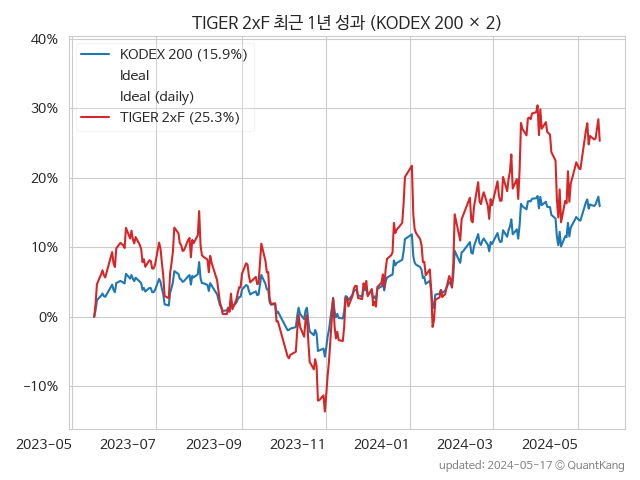 TIGER 2xF 최근 1년 성과 (KODEX 200 × 2)
40%
30%
20%
10%
0%
−10%
KODEX 200 (15.9%)
Ideal
Ideal (daily)
TIGER 2xF (25.3%)
2023−05
2023−07
2023−09
2023−11
2024−01
2024−03
2024−05
updated: 2024-05-17 © QuantKang